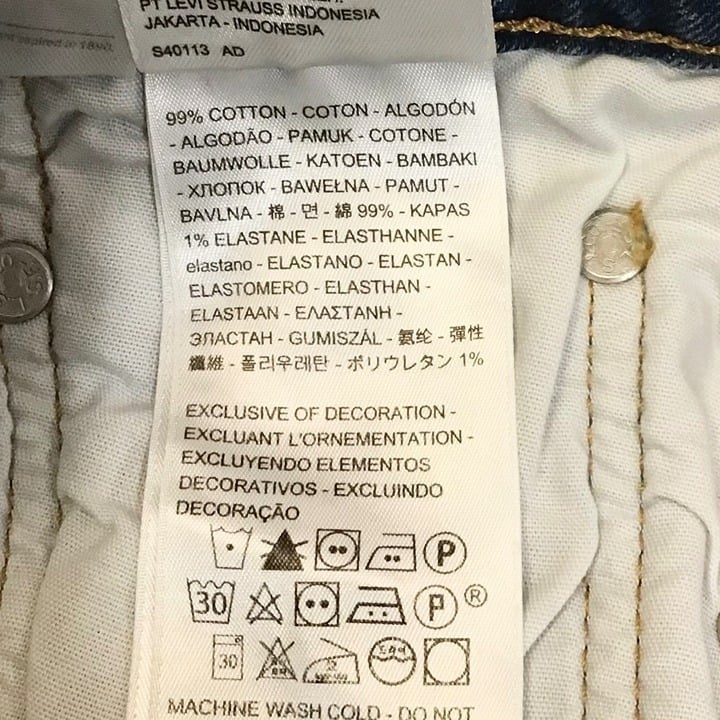 PT LEVI STRAUSS INDONESIA
JAKARTA - INDONESIA
S40113 AD
99% COTTON - COTON - ALGODÓN
- ALGODÃO - PAMUK - COTONE -
BAUMWOLLE - KATOEN - BAMBAKI
- ХЛОПОК - BAWEŁNA - PAMUT -
BAVLNA - 棉 - 면 - 綿 99% - KAPAS
1% ELASTANE - ELASTHANNE -
elastano - ELASTANO - ELASTAN -
ELASTOMERO - ELASTHAN -
ELASTAAN - ΕΛΑΣΤΑΝΗ -
ЭЛАСТАН - GUMISZÁL - 氨纶 - 彈性
纖維 - 폴리우레탄 - ポリウレタン 1%
EXCLUSIVE OF DECORATION -
EXCLUANT L'ORNEMENTATION -
EXCLUYENDO ELEMENTOS
DECORATIVOS - EXCLUINDO
DECORAÇÃO
P
30 P ®
30 드라이
MACHINE WASH COLD - DO NOT